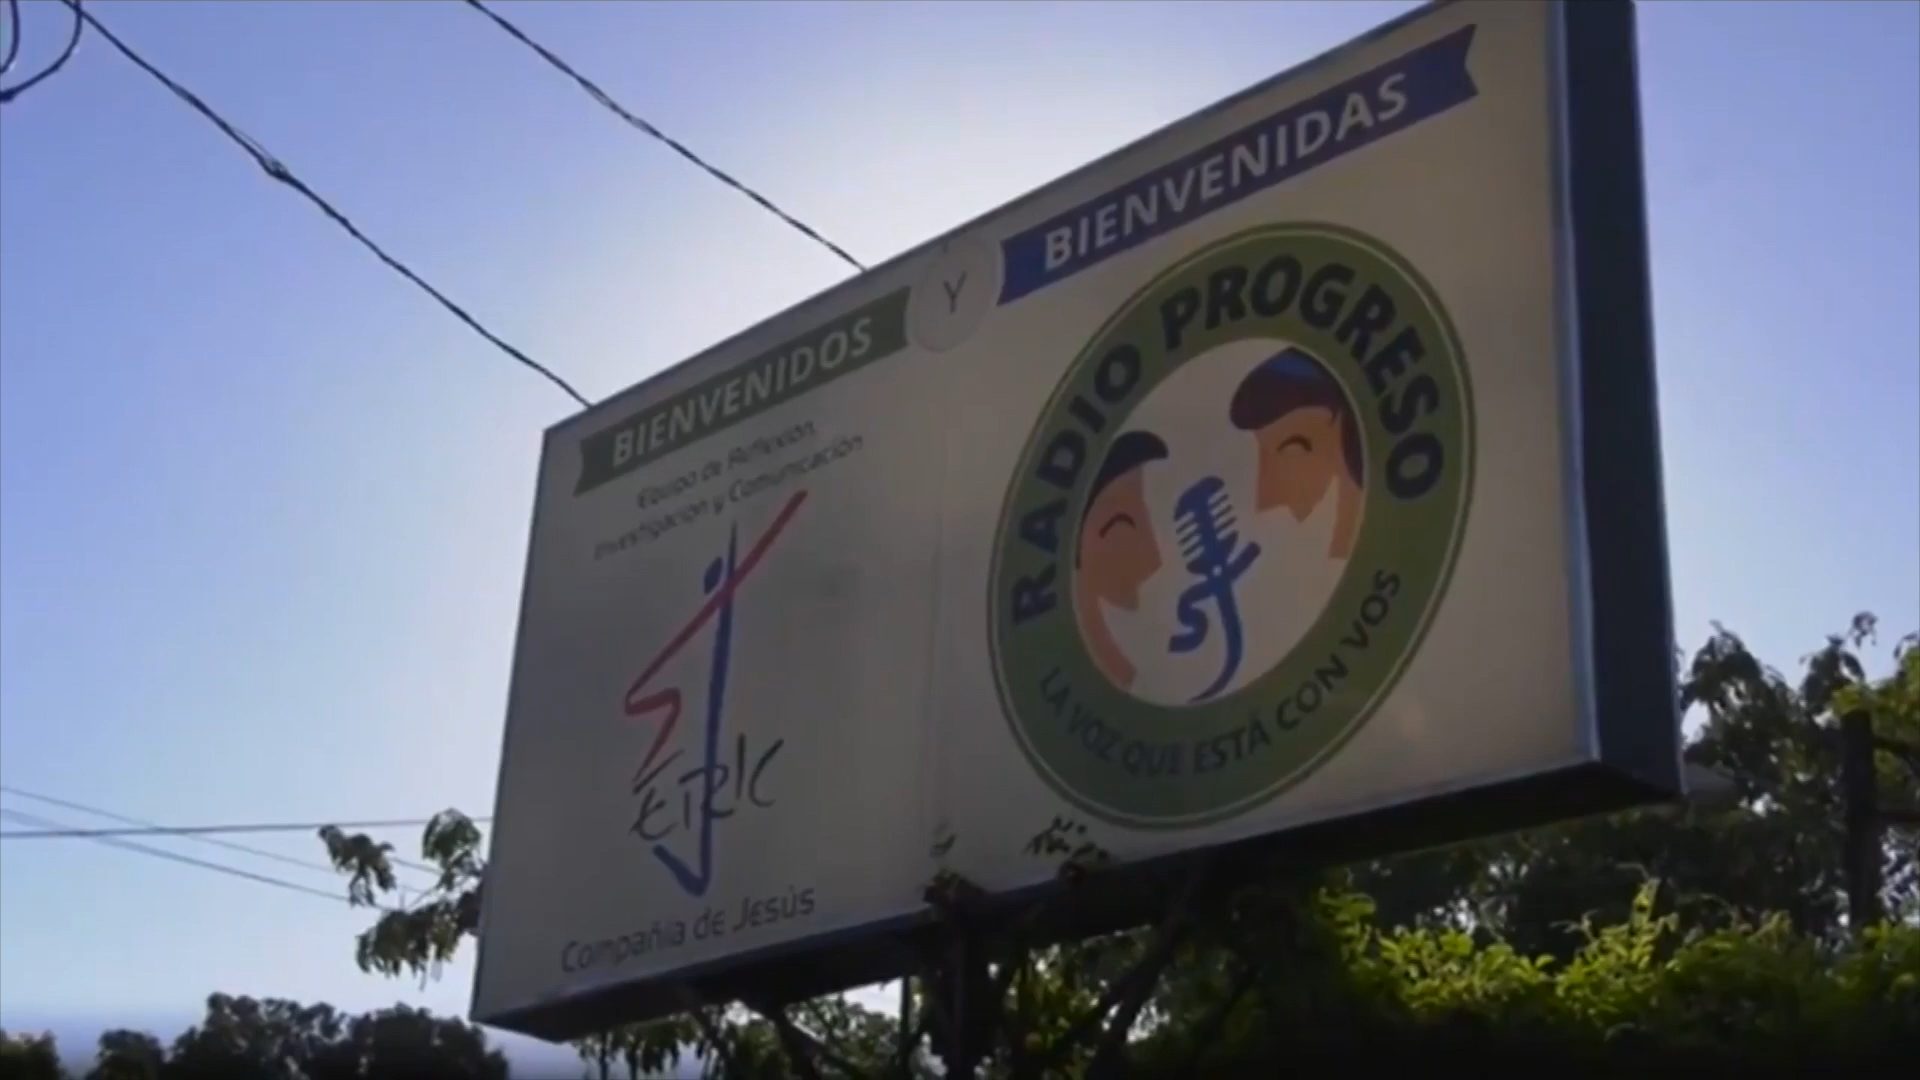 BIENVENIDOS Y BIENVENIDAS
Equipo de Reflexión,
Investigación y Comunicación
ERIC
Compañía de Jesús
RADIO PROGRESO
LA VOZ QUE ESTÁ CON VOS